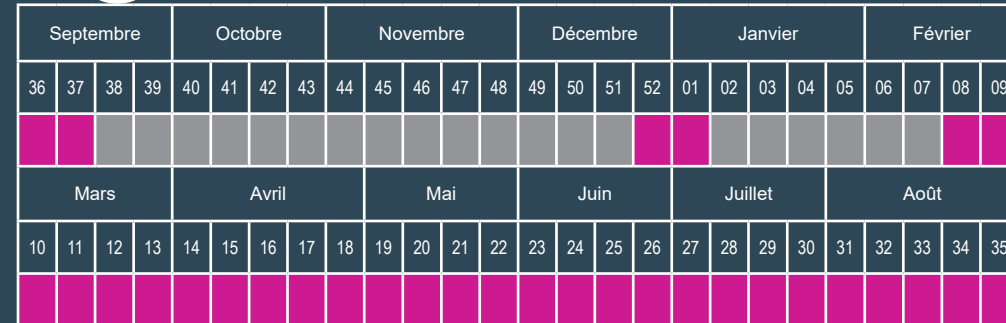 Septembre Octobre Novembre Décembre Janvier Février
36 37 38 39 40 41 42 43 44 45 46 47 48 49 50 51 52 01 02 03 04 05 06 07 08 09
Mars Avril Mai Juin Juillet Août
10 11 12 13 14 15 16 17 18 19 20 21 22 23 24 25 26 27 28 29 30 31 32 33 34 35